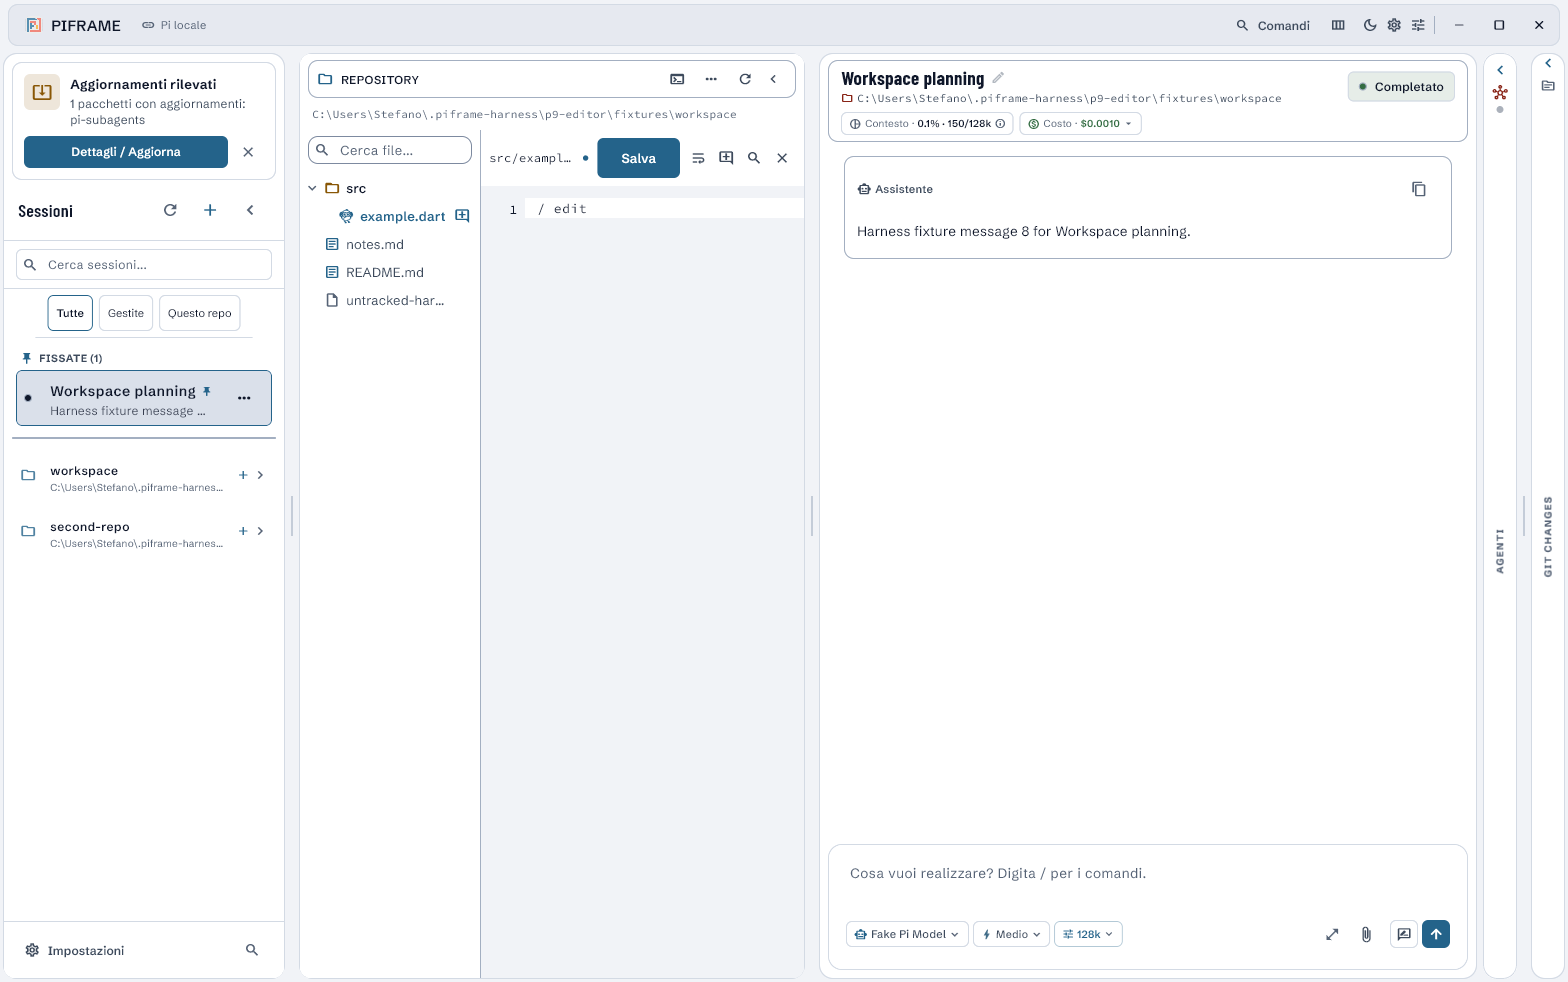 PIFRAME
Pi locale
Comandi
Aggiornamenti rilevati
1 pacchetti con aggiornamenti:
pi-subagents
Dettagli / Aggiorna
Sessioni
Cerca sessioni...
Tutte
Gestite
Questo repo
FISSATE (1)
Workspace planning
Harness fixture message ...
workspace
C:\Users\Stefano\.piframe-harnes...
second-repo
C:\Users\Stefano\.piframe-harnes...
Impostazioni
REPOSITORY
C:\Users\Stefano\.piframe-harness\p9-editor\fixtures\workspace
Cerca file...
src
example.dart
notes.md
README.md
untracked-har...
src/exampl...
Salva
1 / edit
Workspace planning
C:\Users\Stefano\.piframe-harness\p9-editor\fixtures\workspace
Contesto · 0.1% · 150/128k
Costo · $0.0010
Completato
Assistente
Harness fixture message 8 for Workspace planning.
Cosa vuoi realizzare? Digita / per i comandi.
Fake Pi Model
Medio
128k
AGENTI
GIT CHANGES